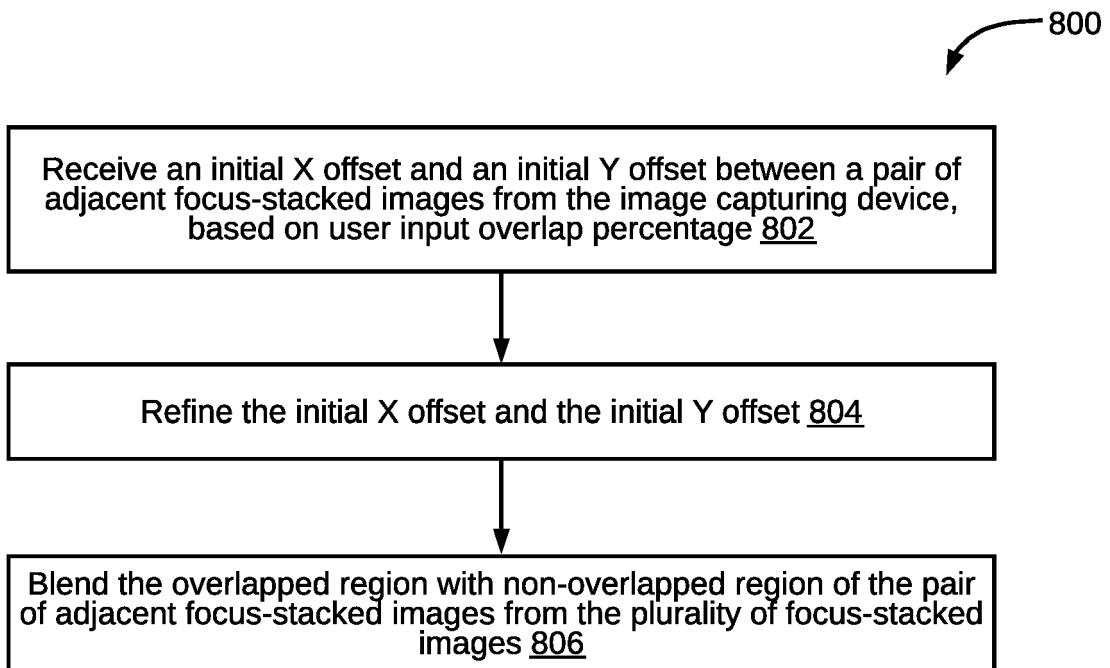 800
Receive an initial X offset and an initial Y offset between a pair of
adjacent focus-stacked images from the image capturing device,
based on user input overlap percentage 802
Refine the initial X offset and the initial Y offset 804
Blend the overlapped region with non-overlapped region of the pair
of adjacent focus-stacked images from the plurality of focus-stacked
images 806